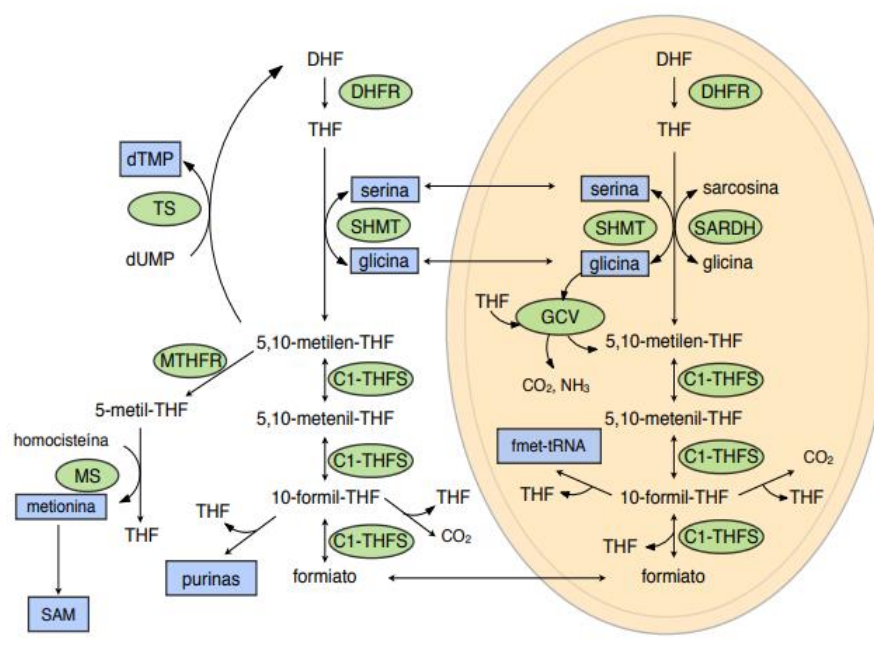 DHF
DHFR
THF
dTMP
TS
dUMP
serina
SHMT
glicina
5,10-metilen-THF
MTHFR
C1-THFS
5-metil-THF
5,10-metenil-THF
homocisteína
MS
metionina
THF
SAM
C1-THFS
10-formil-THF
THF
THF
CO₂
purinas
C1-THFS
formiato
DHF
DHFR
THF
serina
sarcosina
SHMT
SARDH
glicina
glicina
THF
GCV
5,10-metilen-THF
CO₂, NH₃
C1-THFS
5,10-metenil-THF
fmet-tRNA
C1-THFS
CO₂
THF
10-formil-THF
THF
THF
C1-THFS
formiato